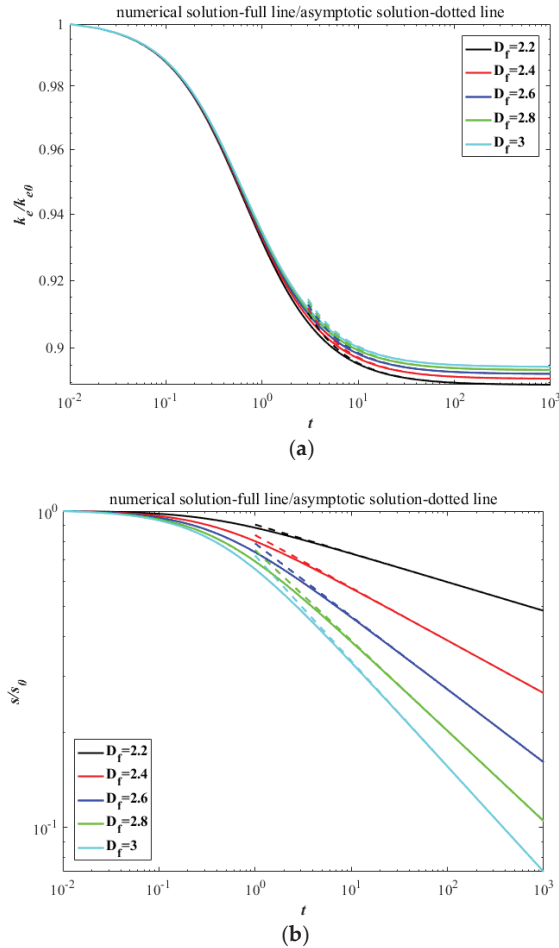 numerical solution-full line/asymptotic solution-dotted line
1
0.98
0.96
0.94
0.92
0.9
k_e/k_e0
D_f=2.2
D_f=2.4
D_f=2.6
D_f=2.8
D_f=3
10^-2 10^-1 10^0 10^1 10^2 10^3
t
(a)
numerical solution-full line/asymptotic solution-dotted line
10^0
10^-1
s/s_0
D_f=2.2
D_f=2.4
D_f=2.6
D_f=2.8
D_f=3
10^-2 10^-1 10^0 10^1 10^2 10^3
t
(b)